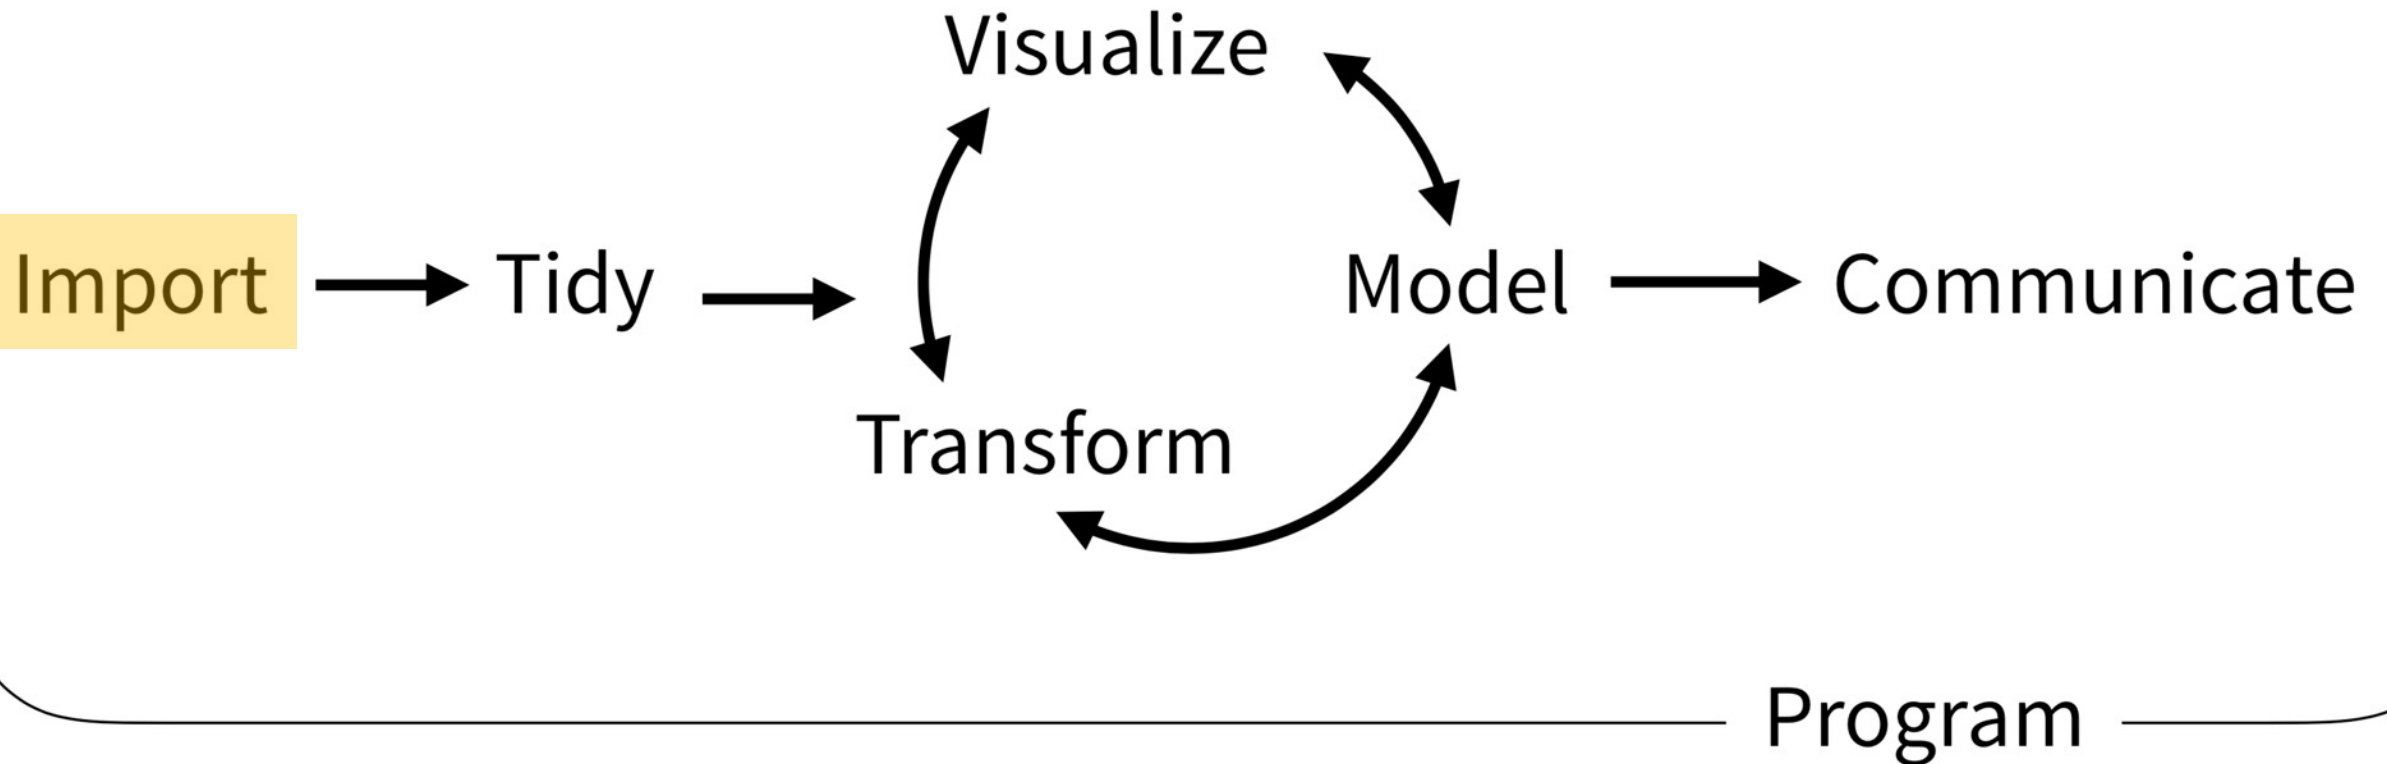 Visualize
Import
Tidy
Model
Communicate
Transform
Program